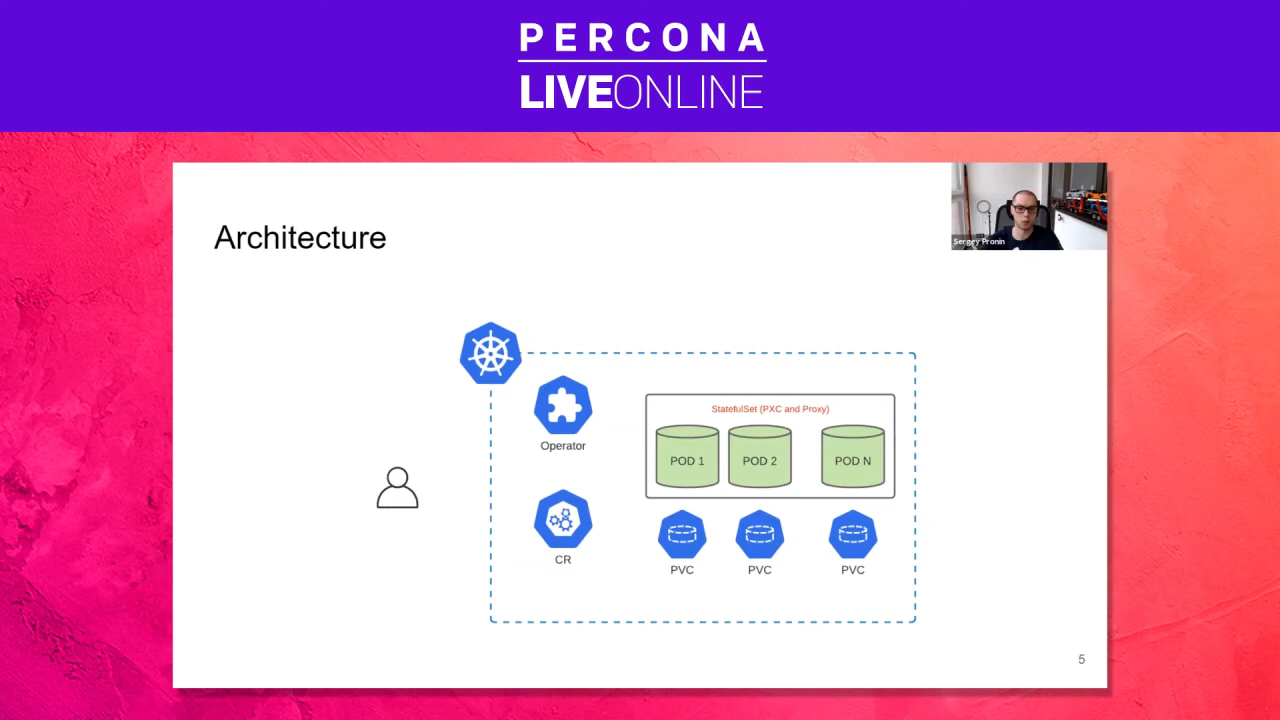 PERCONA
LIVEONLINE
Architecture
Sergey Pronin
Operator
StatefulSet (PXC and Proxy)
POD 1
POD 2
POD N
CR
PVC
PVC
PVC
5